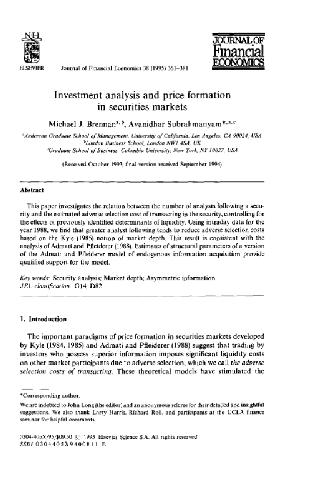 NH
ELSEVIER
Journal of Financial Economics 38 (1995) 361-381
JOURNAL OF
Financial
ECONOMICS
Investment analysis and price formation
in securities markets
Michael J. Brennan, Avanidhar Subrahmanyam
Anderson Graduate School of Management, University of California, Los Angeles, CA 90024, USA
London Business School, London NW1 4SA, UK
Graduate School of Business, Columbia University, New York, NY 10027, USA
(Received October 1993; final version received September 1994)
Abstract
This paper investigates the relation between the number of analysts following a secu-
rity and the estimated adverse selection cost of transacting in the security, controlling for
the effects of previously identified determinants of liquidity. Using intraday data for the
year 1988, we find that greater analyst following tends to reduce adverse selection costs
based on the Kyle (1985) notion of market depth. This result is consistent with the
analysis of Admati and Pfleiderer (1988). Estimates of structural parameters of a version
of the Admati and Pfleiderer model of endogenous information acquisition provide
qualified support for the model.
Key words: Security analysis; Market depth; Asymmetric information
JEL classification: G14; D82
1. Introduction
The important paradigms of price formation in securities markets developed
by Kyle (1984, 1985) and Admati and Pfleiderer (1988) suggest that trading by
investors who possess superior information imposes significant liquidity costs
on other market participants due to adverse selection, which we call the adverse
selection costs of transacting. These theoretical models have stimulated the
*Corresponding author.
We are indebted to John Long (the editor) and an anonymous referee for their detailed and insightful
suggestions. We also thank Larry Harris, Richard Roll, and participants at the UCLA finance
seminar for helpful comments.
1995 Elsevier Science S.A. All rights reserved